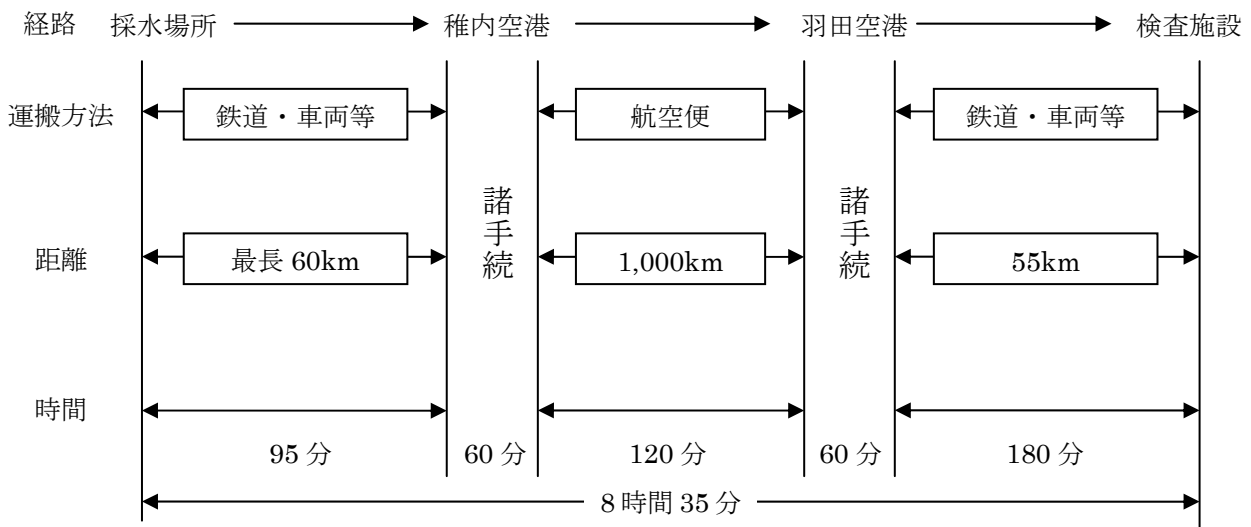 経路 採水場所 稚内空港 羽田空港 検査施設
運搬方法 鉄道・車両等 航空便 鉄道・車両等
諸手続 諸手続
距離 最長 60km 1,000km 55km
時間
95 分 60 分 120 分 60 分 180 分
8 時間 35 分